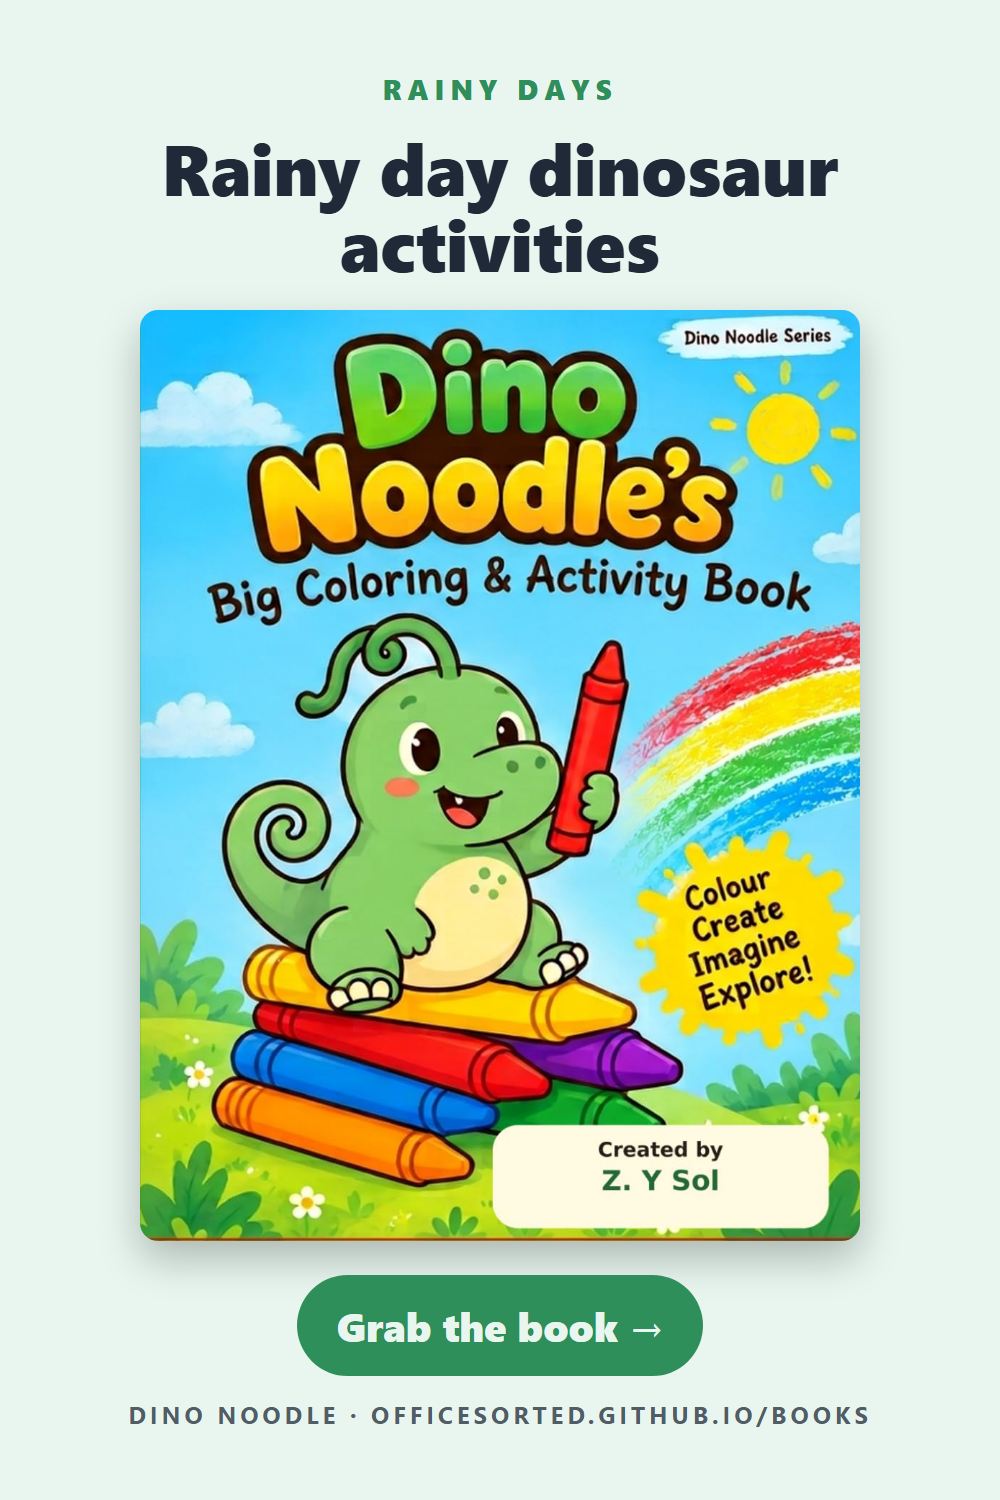 RAINY DAYS
Rainy day dinosaur
activities
Dino Noodle Series
Dino
Noodle's
Big Coloring & Activity Book
Colour
Create
Imagine
Explore!
Created by
Z. Y Sol
Grab the book →
DINO NOODLE · OFFICESORTED.GITHUB.IO/BOOKS